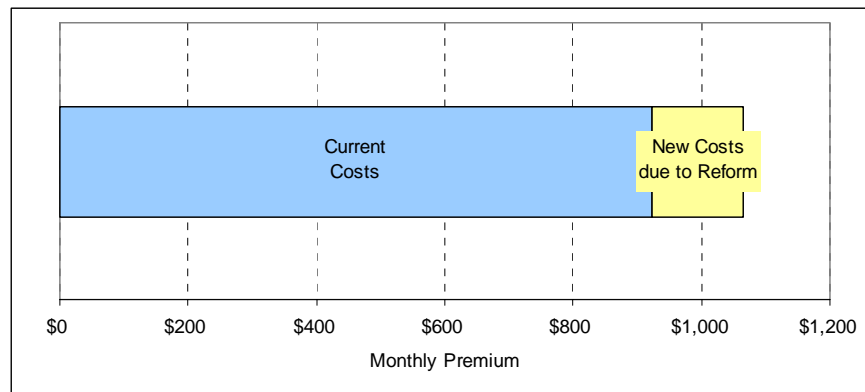 Current
Costs
New Costs
due to Reform
$0
$200
$400
$600
$800
$1,000
$1,200
Monthly Premium